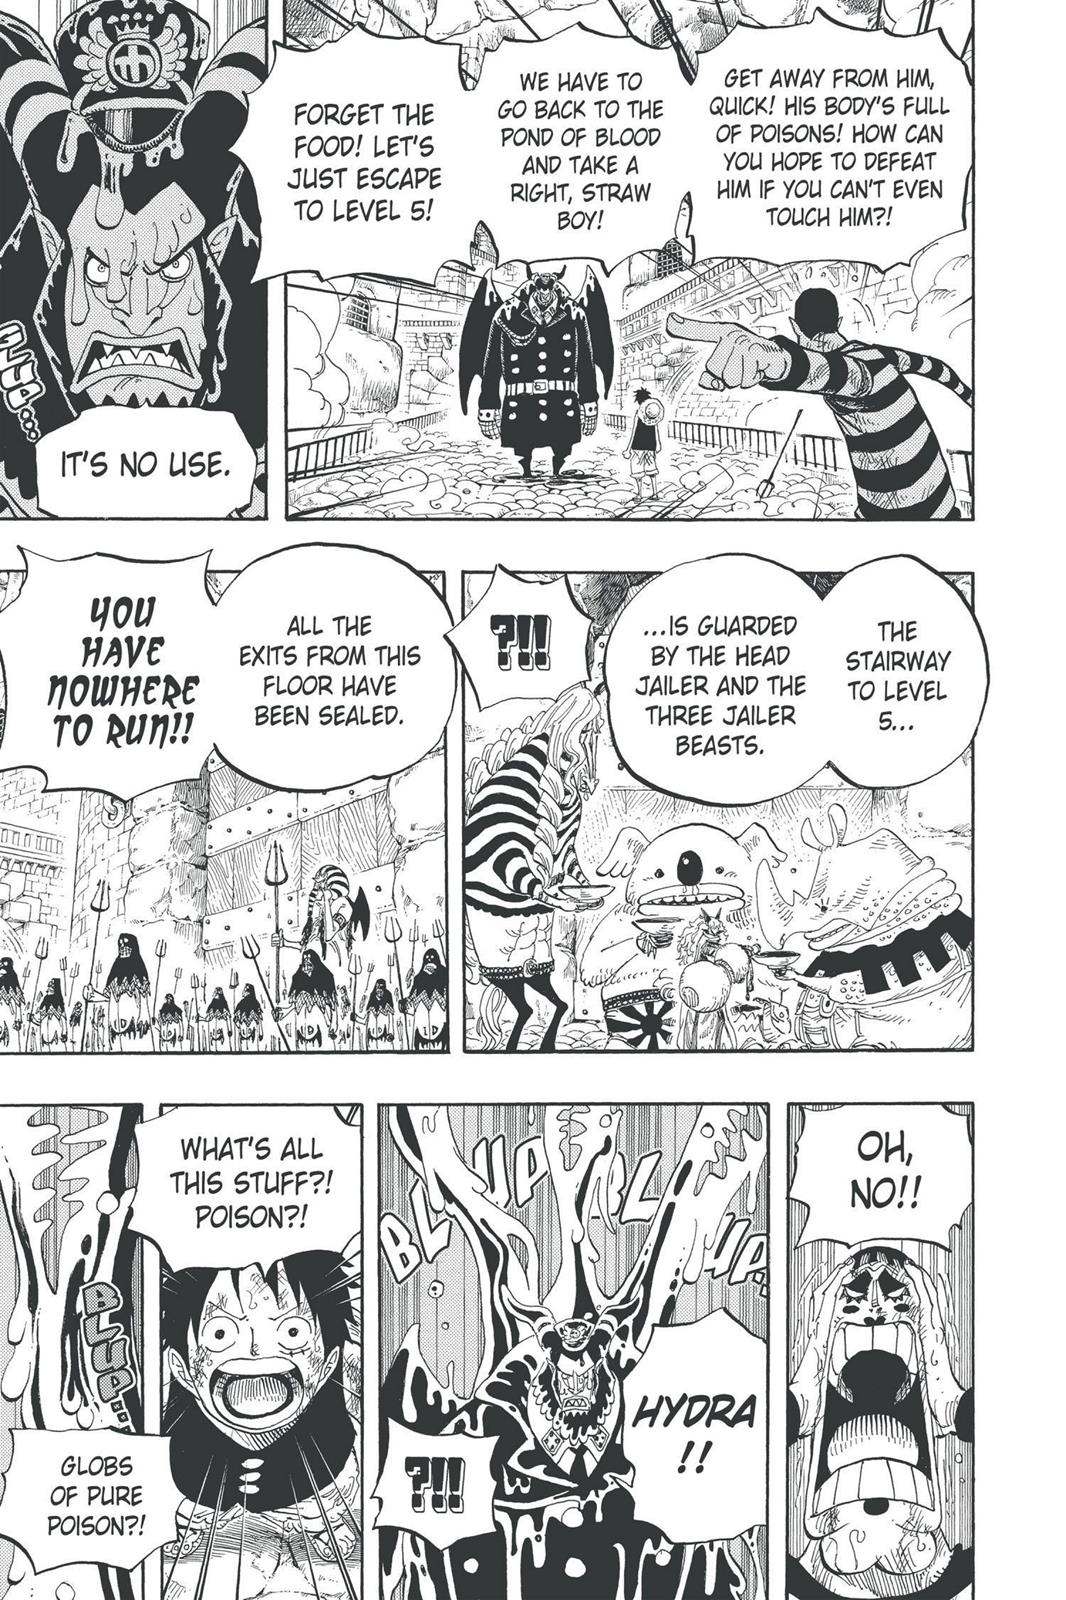 GET AWAY FROM HIM,
QUICK! HIS BODY'S FULL
OF POISONS! HOW CAN
YOU HOPE TO DEFEAT
HIM IF YOU CAN'T EVEN
TOUCH HIM?!
WE HAVE TO
GO BACK TO THE
POND OF BLOOD
AND TAKE A
RIGHT, STRAW
BOY!
FORGET THE
FOOD! LET'S
JUST ESCAPE
TO LEVEL 5!
IT'S NO USE.
THE
STAIRWAY
TO LEVEL
5...
...IS GUARDED
BY THE HEAD
JAILER AND THE
THREE JAILER
BEASTS.
?!!
ALL THE
EXITS FROM THIS
FLOOR HAVE
BEEN SEALED.
YOU
HAVE
NOWHERE
TO RUN!!
OH,
NO!!
BLUPA
BLUPA
HYDRA
!!
?!!
WHAT'S ALL
THIS STUFF?!
POISON?!
BLUP...
GLOBS
OF PURE
POISON?!